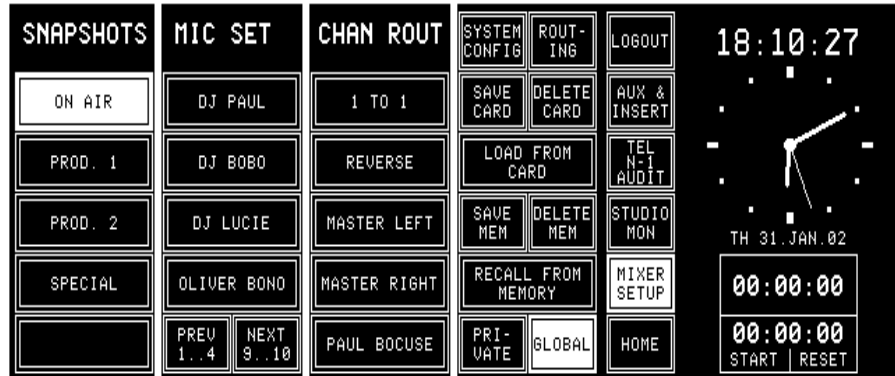 SNAPSHOTS
ON AIR
PROD. 1
PROD. 2
SPECIAL
MIC SET
DJ PAUL
DJ BOBO
DJ LUCIE
OLIVER BONO
PREV
1..4
NEXT
9..10
CHAN ROUT
1 TO 1
REVERSE
MASTER LEFT
MASTER RIGHT
PAUL BOCUSE
SYSTEM
CONFIG
ROUT-
ING
SAVE
CARD
DELETE
CARD
LOAD FROM
CARD
SAVE
MEM
DELETE
MEM
RECALL FROM
MEMORY
PRI-
VATE
GLOBAL
LOGOUT
AUX &
INSERT
TEL
N-1
AUDIT
STUDIO
MON
MIXER
SETUP
HOME
18:10:27
TH 31.JAN.02
00:00:00
00:00:00
START
RESET